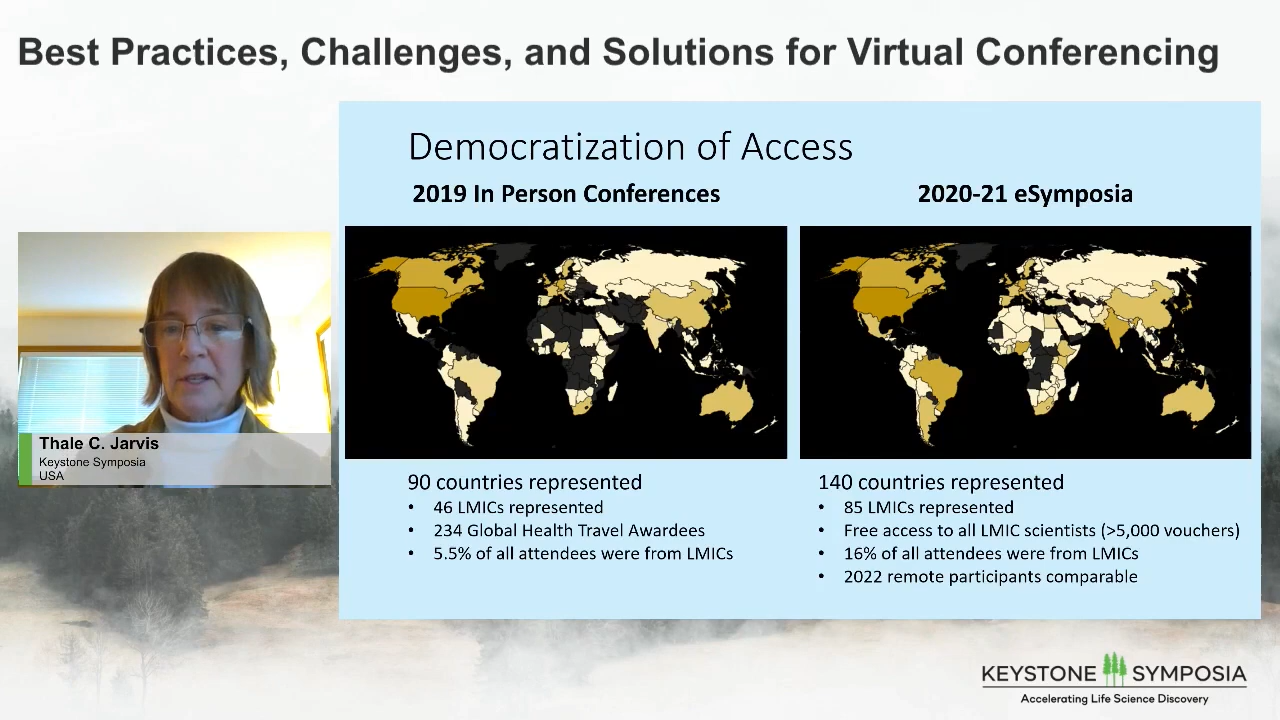 Best Practices, Challenges, and Solutions for Virtual Conferencing
Democratization of Access
2019 In Person Conferences
90 countries represented
• 46 LMICs represented
• 234 Global Health Travel Awardees
• 5.5% of all attendees were from LMICs
2020-21 eSymposia
140 countries represented
• 85 LMICs represented
• Free access to all LMIC scientists (>5,000 vouchers)
• 16% of all attendees were from LMICs
• 2022 remote participants comparable
Thale C. Jarvis
Keystone Symposia
USA
KEYSTONE SYMPOSIA
Accelerating Life Science Discovery